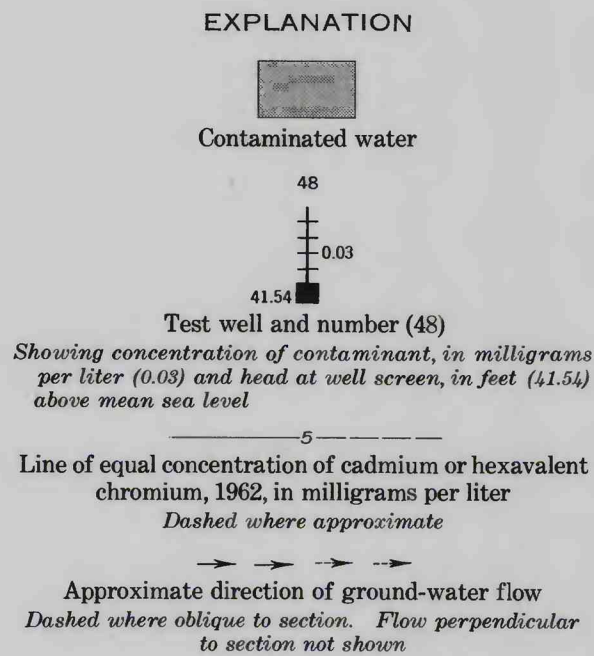 EXPLANATION
Contaminated water
48
0.03
41.54
Test well and number (48)
Showing concentration of contaminant, in milligrams
per liter (0.03) and head at well screen, in feet (41.54)
above mean sea level
5
Line of equal concentration of cadmium or hexavalent
chromium, 1962, in milligrams per liter
Dashed where approximate
Approximate direction of ground-water flow
Dashed where oblique to section. Flow perpendicular
to section not shown